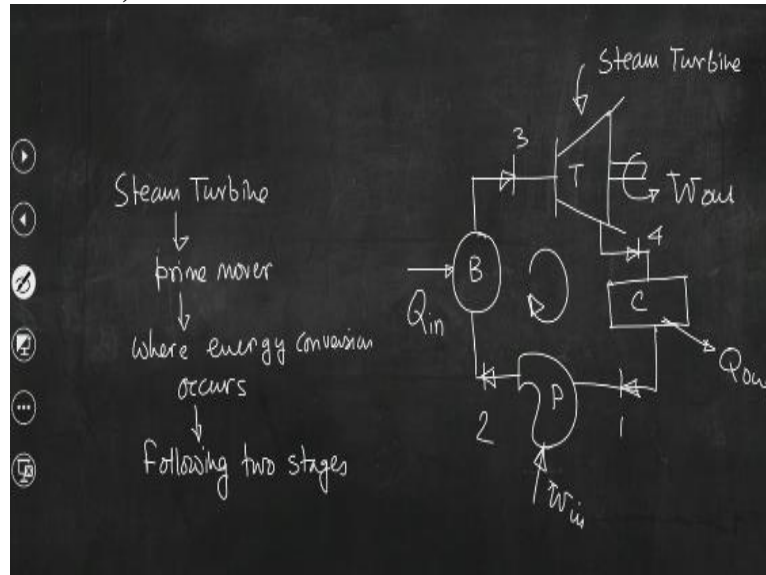 Steam Turbine
prime mover
where energy conversion
occurs
Following two stages
Steam Turbine
3
T
Wout
4
B
C
Qin
Qou
P
2
1
Win